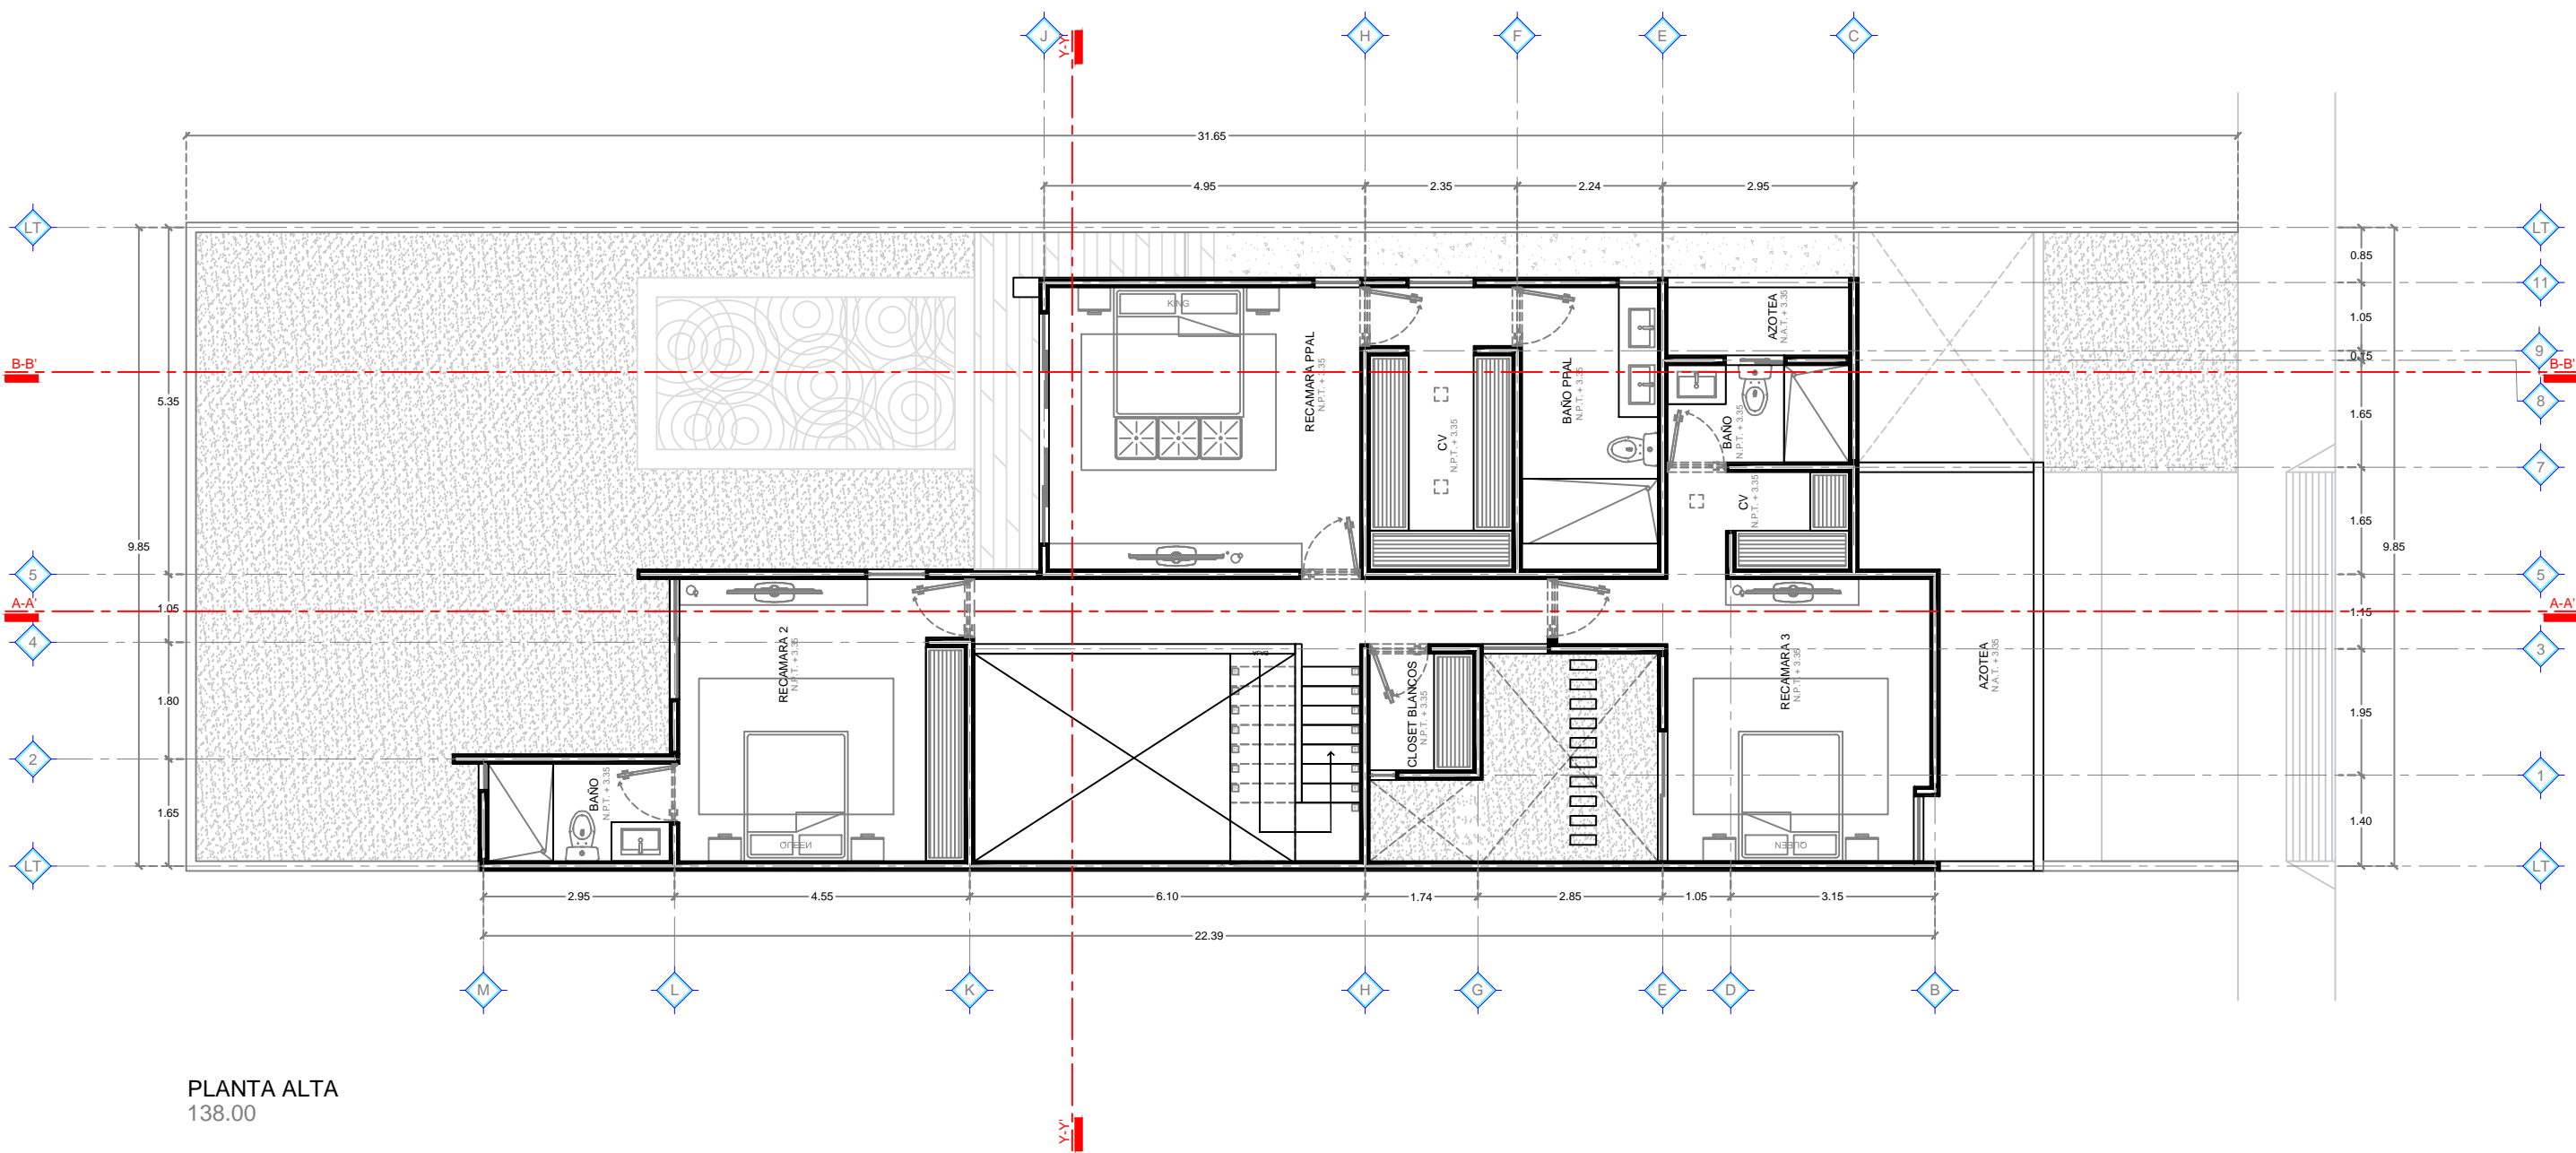 J
Y-Y'
H
F
E
C
31.65
4.95
2.35
2.24
2.95
LT
LT
0.85
11
1.05
9
0.15
B-B'
B-B'
8
5.35
1.65
7
1.65
9.85
9.85
5
5
A-A'
A-A'
1.05
1.15
4
3
1.80
1.95
2
1
1.65
1.40
LT
LT
KING
RECAMARA PPAL
N.P.T. + 3.35
CV
N.P.T. + 3.35
BAÑO PPAL
N.P.T. + 3.35
AZOTEA
N.A.T. + 3.35
BAÑO
N.P.T. + 3.35
CV
N.P.T. + 3.35
RECAMARA 2
N.P.T. + 3.35
QUEEN
BAÑO
N.P.T. + 3.35
BAJA
CLOSET BLANCOS
N.P.T. + 3.35
RECAMARA 3
N.P.T. + 3.35
QUEEN
AZOTEA
N.A.T. + 3.35
2.95
4.55
6.10
1.74
2.85
1.05
3.15
22.39
M
L
K
H
G
E
D
B
Y-Y'
PLANTA ALTA
138.00